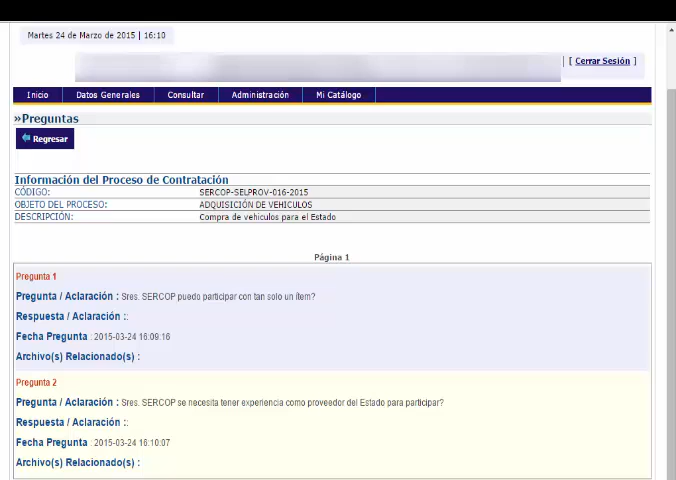 Martes 24 de Marzo de 2015 | 16:10
[ Cerrar Sesión ]
Inicio Datos Generales Consultar Administración Mi Catálogo
»Preguntas
Regresar
Información del Proceso de Contratación
CÓDIGO: SERCOP-SELPROV-016-2015
OBJETO DEL PROCESO: ADQUISICIÓN DE VEHICULOS
DESCRIPCIÓN: Compra de vehiculos para el Estado
Página 1
Pregunta 1
Pregunta / Aclaración : Sres. SERCOP puedo participar con tan solo un ítem?
Respuesta / Aclaración ::
Fecha Pregunta : 2015-03-24 16:09:16
Archivo(s) Relacionado(s) :
Pregunta 2
Pregunta / Aclaración : Sres. SERCOP se necesita tener experiencia como proveedor del Estado para participar?
Respuesta / Aclaración ::
Fecha Pregunta : 2015-03-24 16:10:07
Archivo(s) Relacionado(s) :